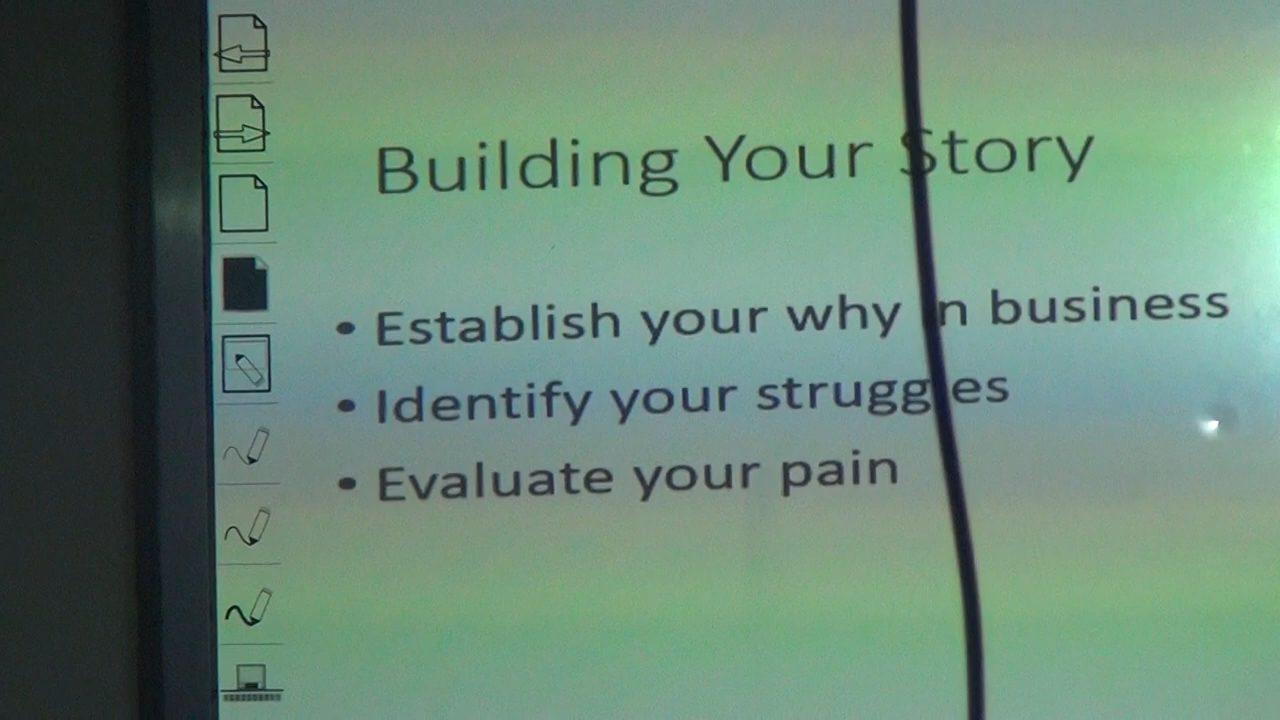 Building Your Story
• Establish your why in business
• Identify your struggles
• Evaluate your pain